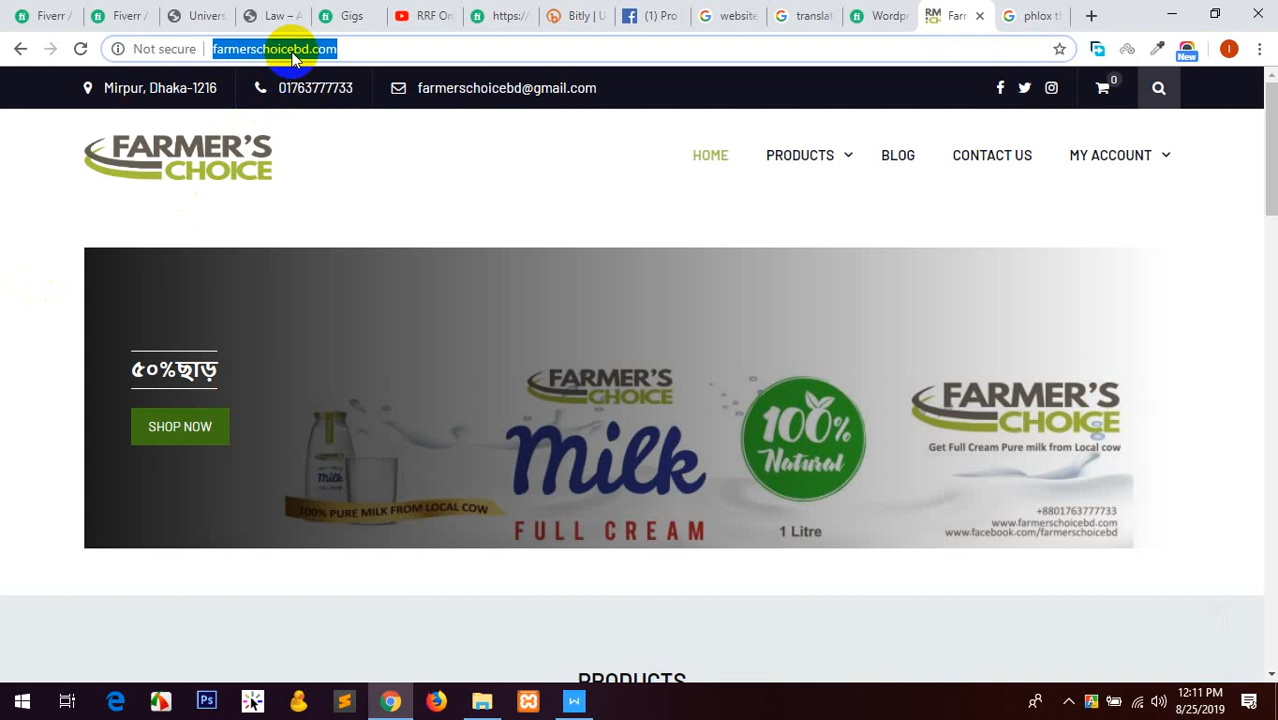 Fiverr /
Fiverr /
Univers
Law – A
Gigs
RRF On
https:/
Bitly | U
(1) Pro
website
translat
Wordpr
Farm
phlox th
Not secure
farmerschoicebd.com
New
I
Mirpur, Dhaka-1216
01763777733
farmerschoicebd@gmail.com
0
FARMER'S
CHOICE
HOME
PRODUCTS
BLOG
CONTACT US
MY ACCOUNT
৫০%ছাড়
SHOP NOW
100% PURE MILK FROM LOCAL COW
FARMER'S
CHOICE
Milk
FULL CREAM
100%
Natural
1 Litre
FARMER'S
CHOICE
Get Full Cream Pure milk from Local cow
+8801763777733
www.farmerschoicebd.com
www.facebook.com/farmerschoicebd
PRODUCTS
12:11 PM
8/25/2019